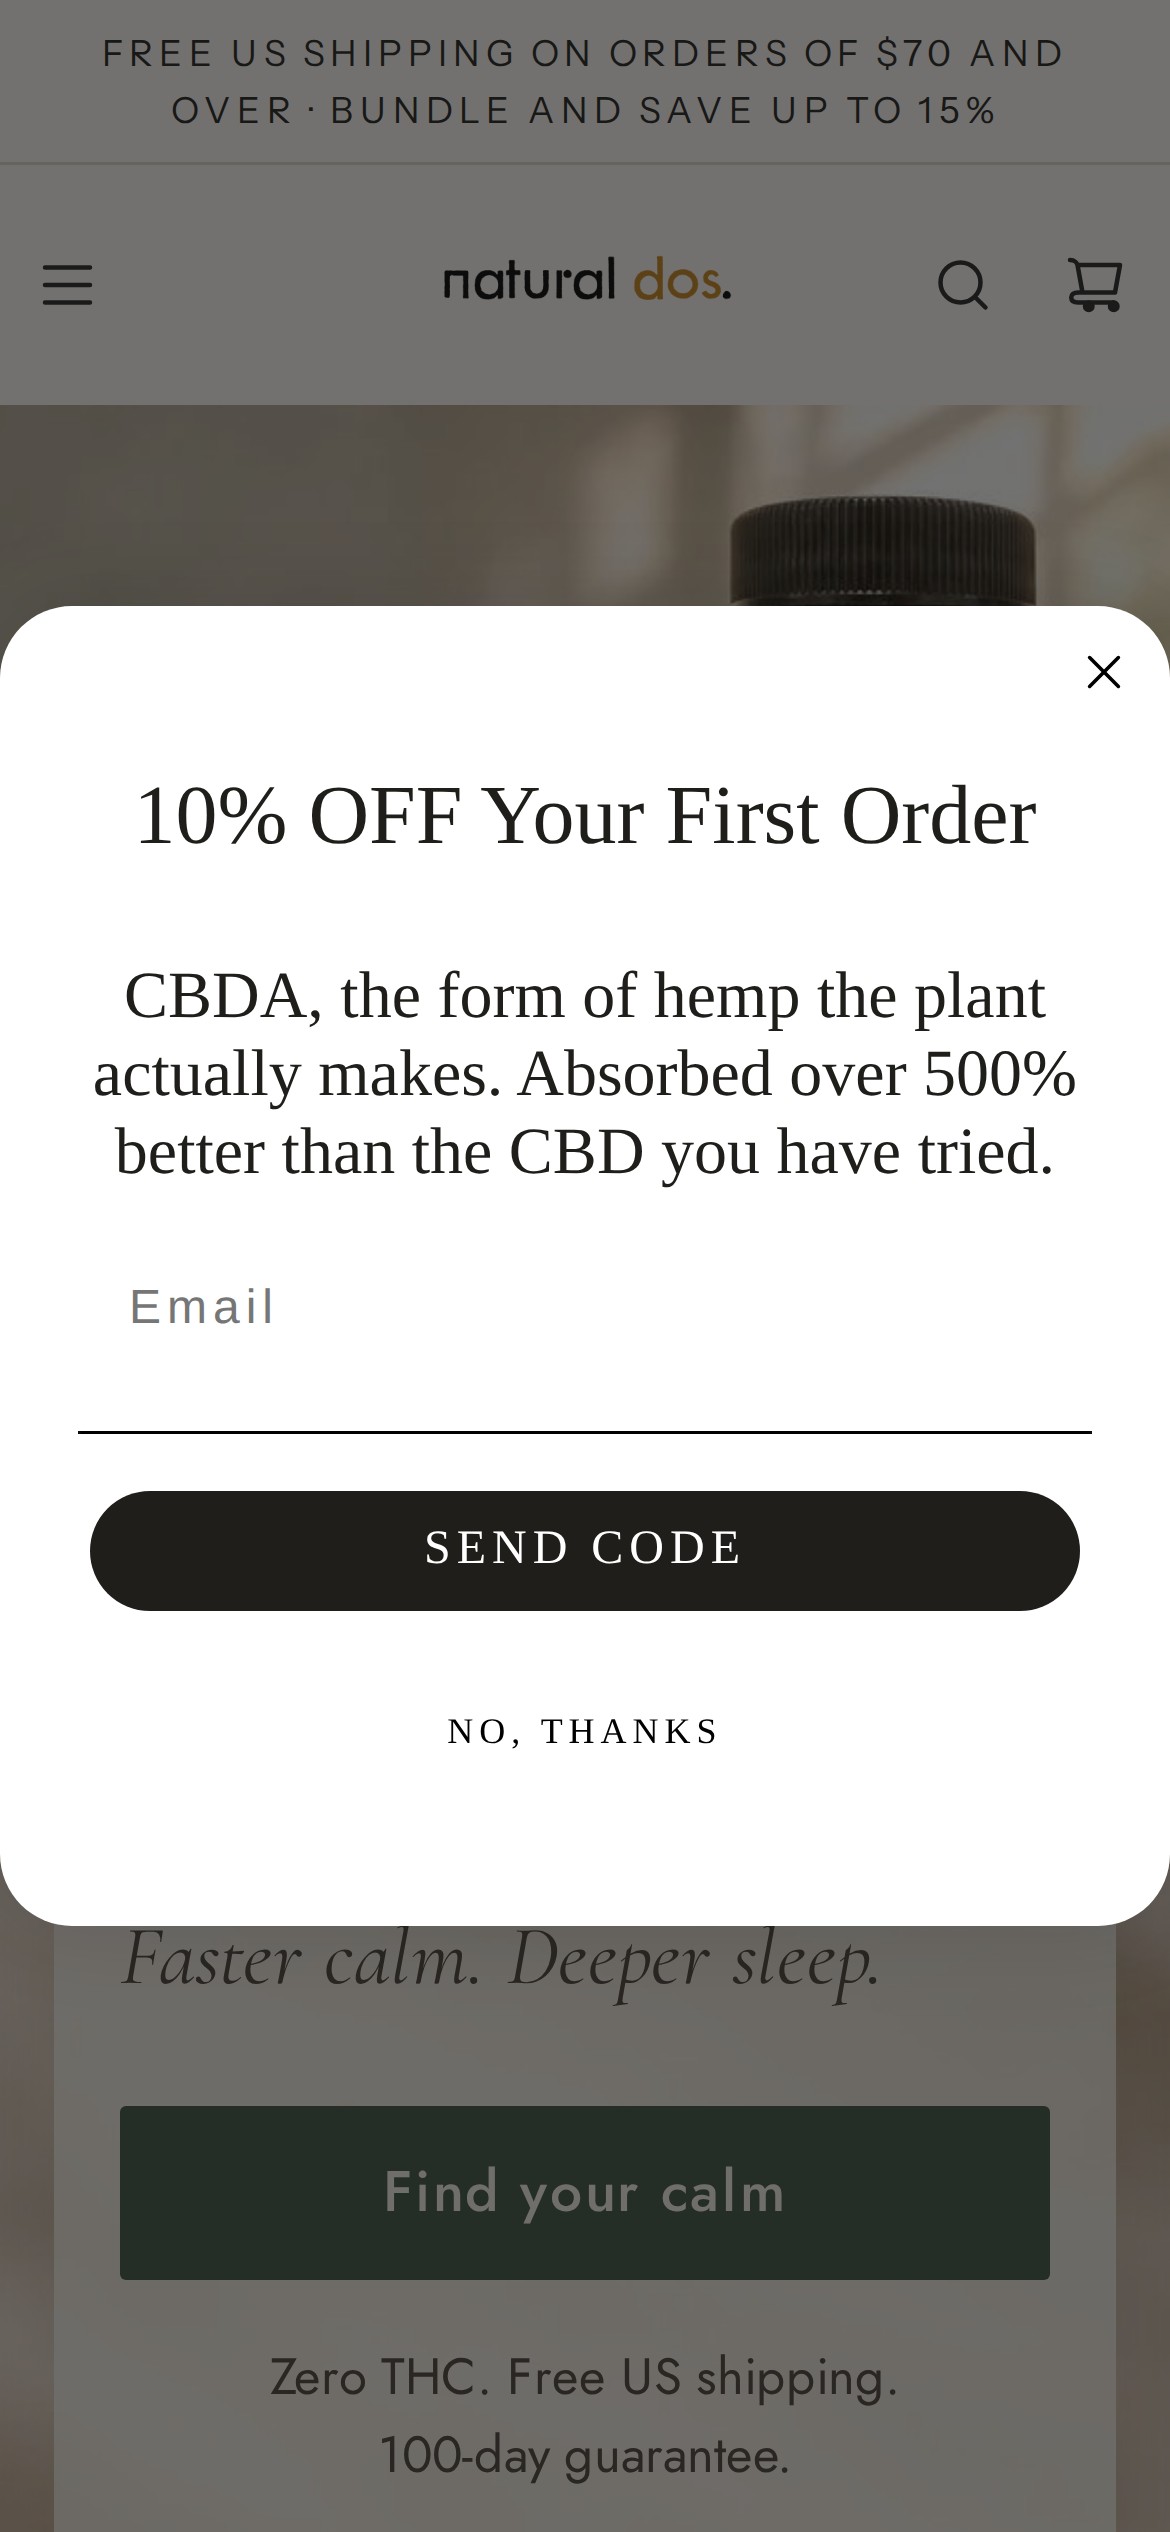 FREE US SHIPPING ON ORDERS OF $70 AND
OVER · BUNDLE AND SAVE UP TO 15%
natural dos.
10% OFF Your First Order
CBDA, the form of hemp the plant
actually makes. Absorbed over 500%
better than the CBD you have tried.
Email
SEND CODE
NO, THANKS
Faster calm. Deeper sleep.
Find your calm
Zero THC. Free US shipping.
100-day guarantee.